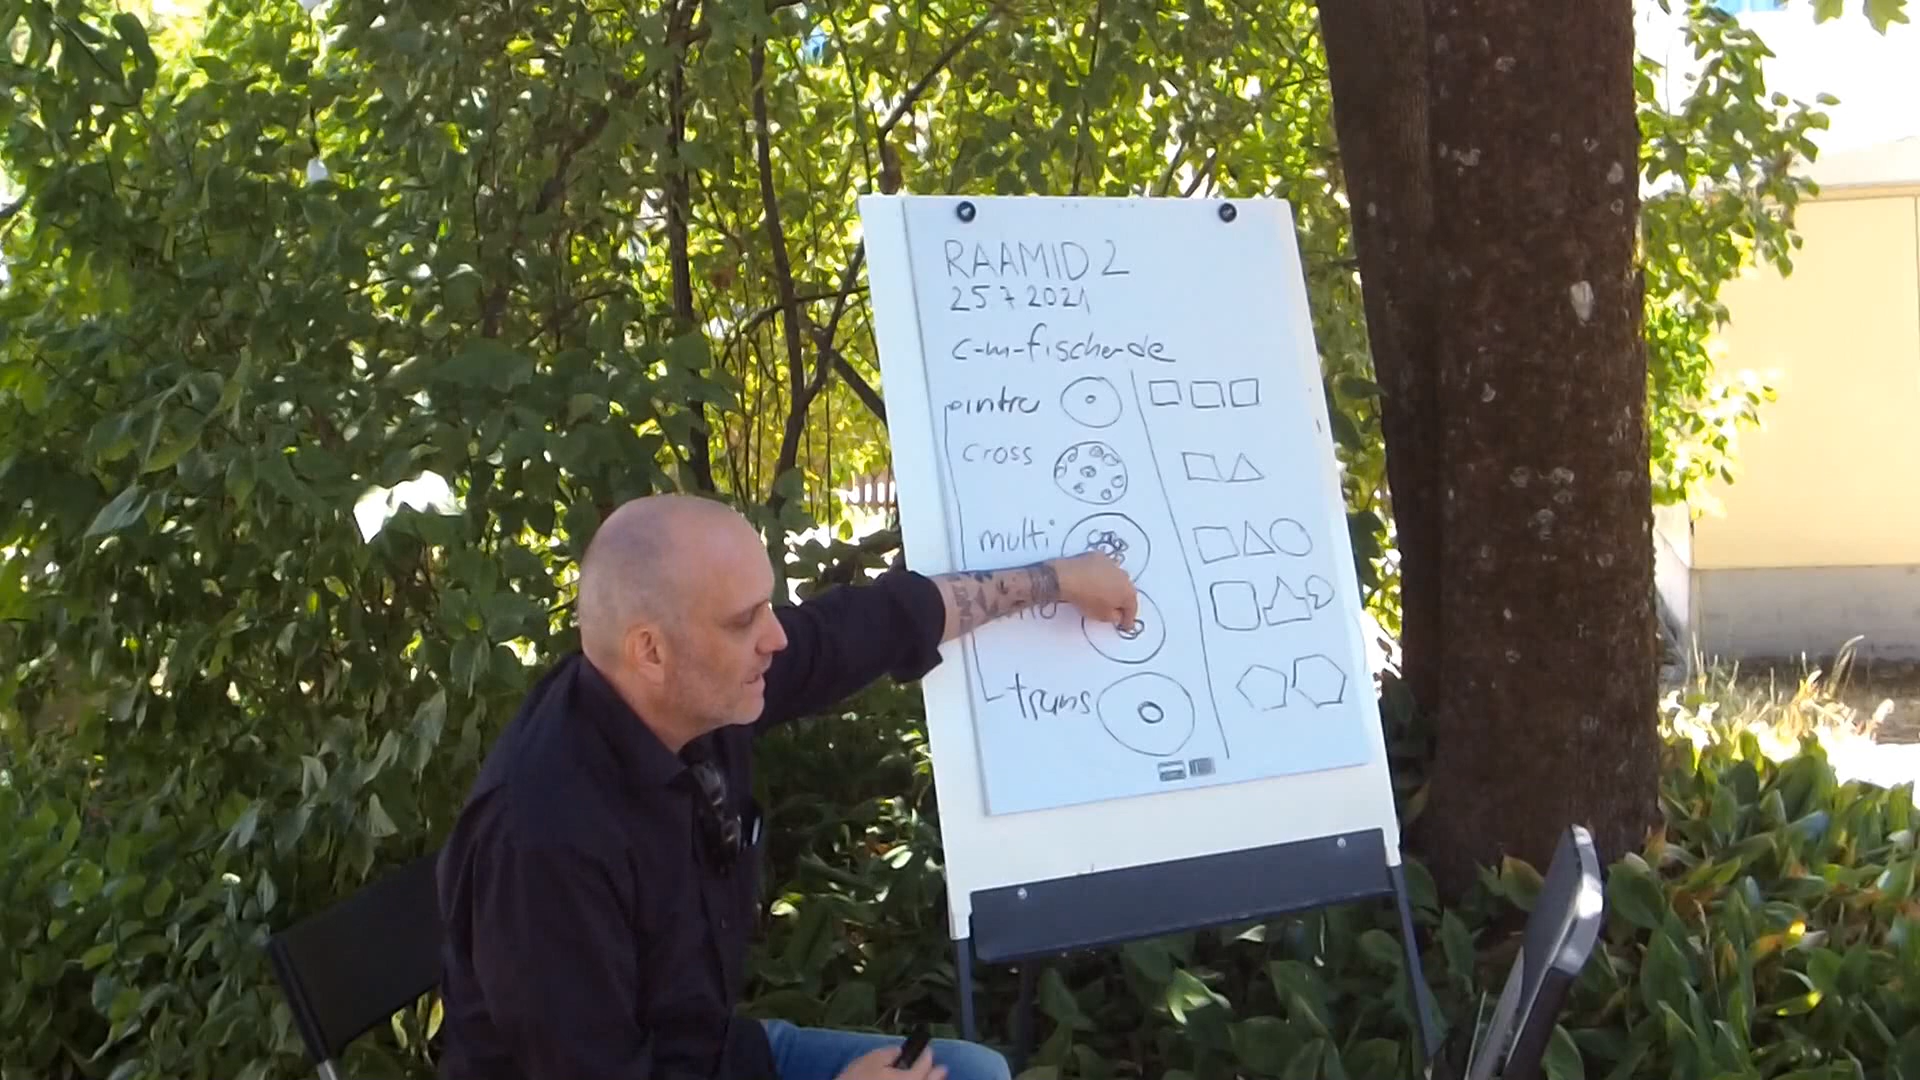 RAAMID 2
25 7 2021
c-m-fischer.de
intra
cross
multi
trans